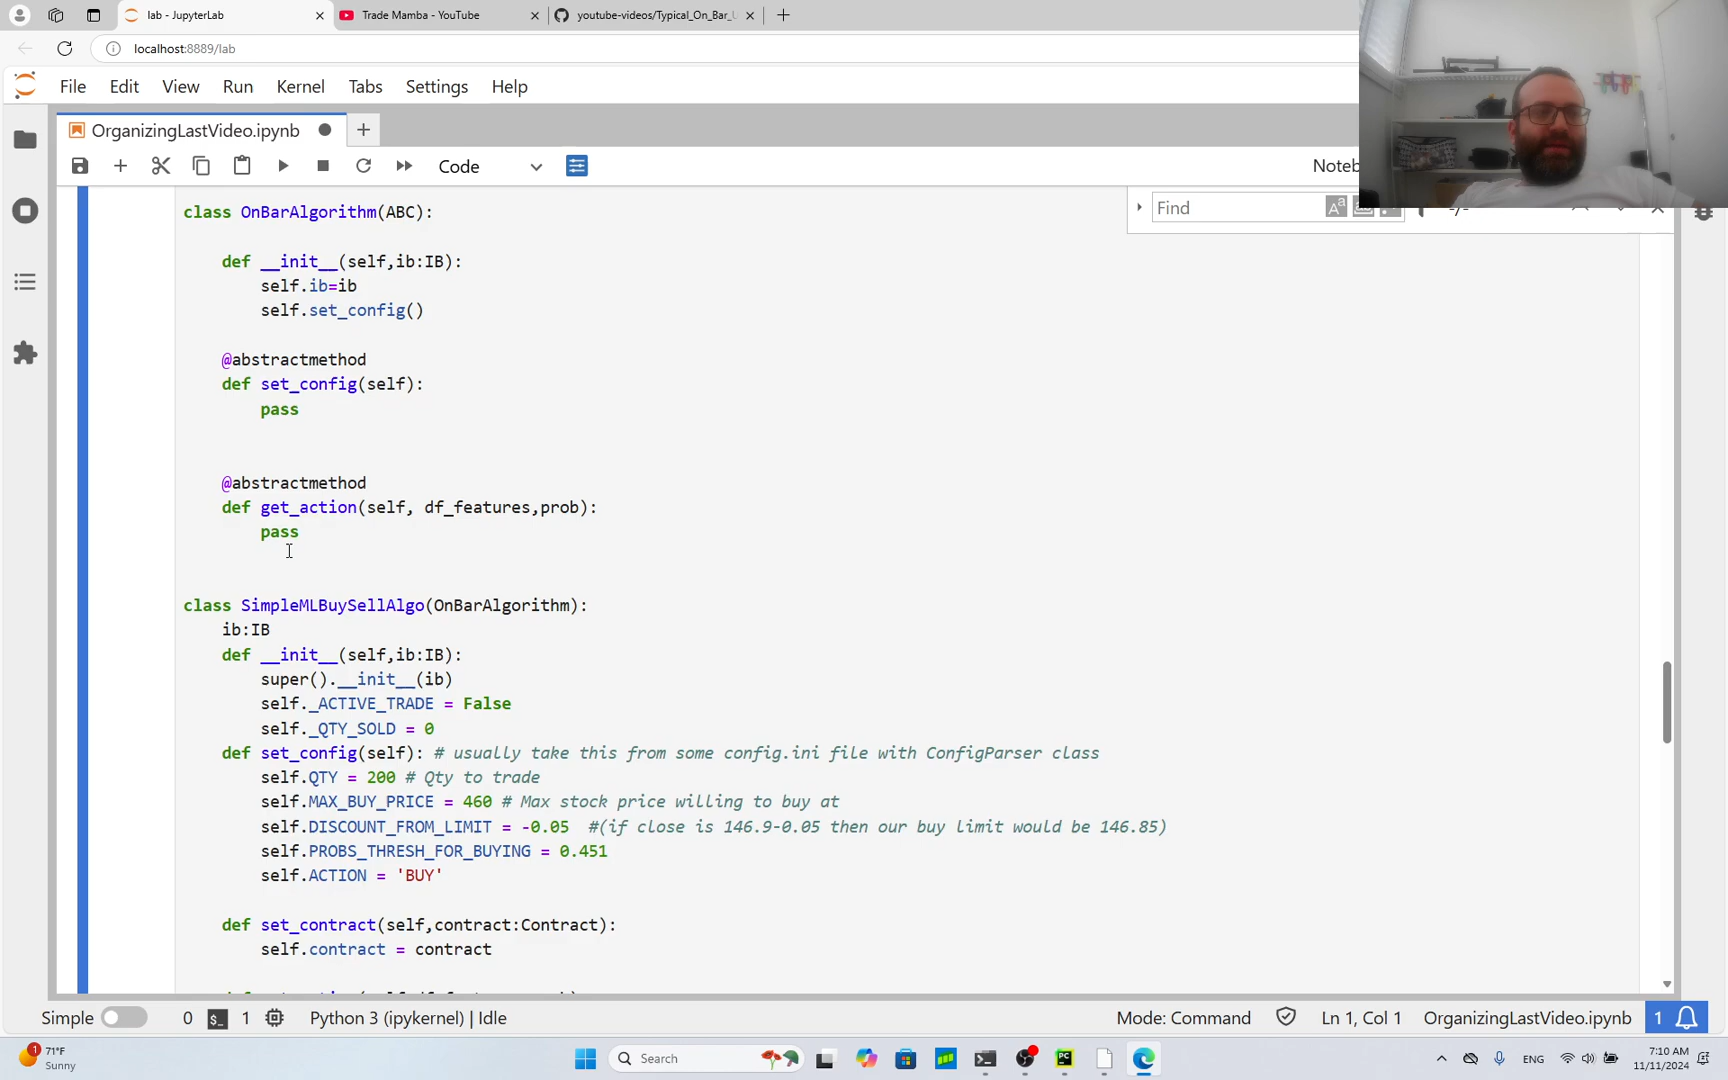 lab - JupyterLab
Trade Mamba - YouTube
youtube-videos/Typical_On_Bar_U
localhost:8889/lab
File Edit View Run Kernel Tabs Settings Help
OrganizingLastVideo.ipynb
Code
Noteb
Find
class OnBarAlgorithm(ABC):
def __init__(self,ib:IB):
self.ib=ib
self.set_config()
@abstractmethod
def set_config(self):
pass
@abstractmethod
def get_action(self, df_features,prob):
pass
class SimpleMLBuySellAlgo(OnBarAlgorithm):
ib:IB
def __init__(self,ib:IB):
super().__init__(ib)
self._ACTIVE_TRADE = False
self._QTY_SOLD = 0
def set_config(self): # usually take this from some config.ini file with ConfigParser class
self.QTY = 200 # Qty to trade
self.MAX_BUY_PRICE = 460 # Max stock price willing to buy at
self.DISCOUNT_FROM_LIMIT = -0.05 #(if close is 146.9-0.05 then our buy limit would be 146.85)
self.PROBS_THRESH_FOR_BUYING = 0.451
self.ACTION = 'BUY'
def set_contract(self,contract:Contract):
self.contract = contract
Simple 0 1 Python 3 (ipykernel) | Idle Mode: Command Ln 1, Col 1 OrganizingLastVideo.ipynb 1
1 71°F
Sunny
Search
ENG
7:10 AM
11/11/2024